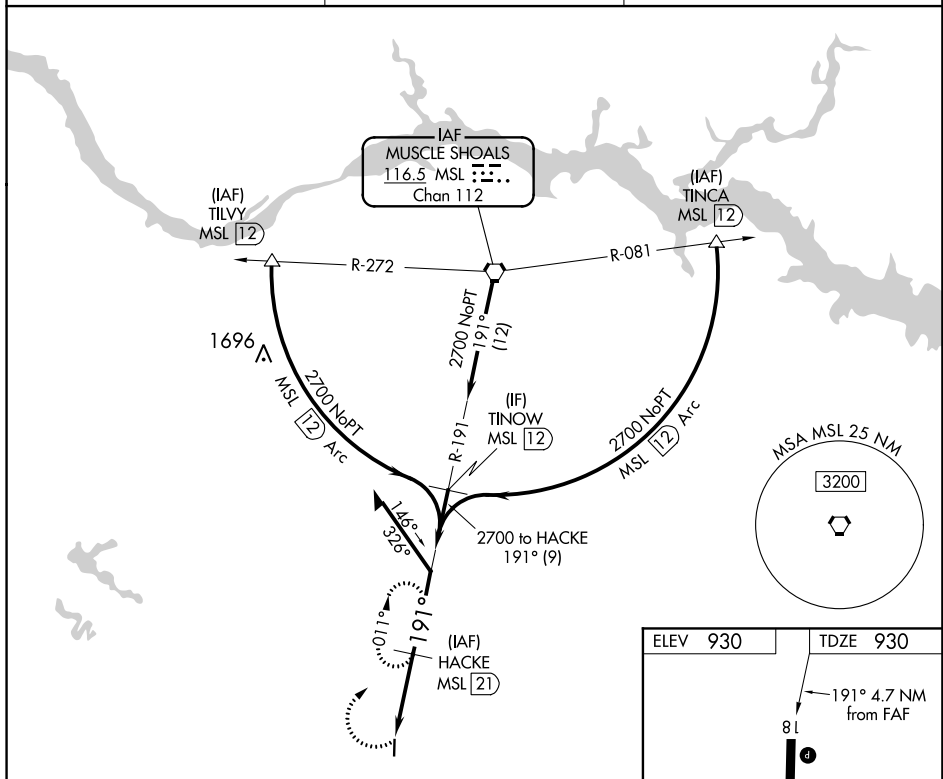 IAF
MUSCLE SHOALS
116.5 MSL
Chan 112
(IAF)
TILVY
MSL 12
(IAF)
TINCA
MSL 12
R-272
R-081
2700 NoPT
191°
(12)
1696
2700 NoPT
MSL 12 Arc
(IF)
TINOW
MSL 12
R-191
2700 NoPT
MSL 12 Arc
MSA MSL 25 NM
3200
146°
326°
2700 to HACKE
191° (9)
011°
191°
(IAF)
HACKE
MSL 21
ELEV 930
TDZE 930
191° 4.7 NM
from FAF
18
P